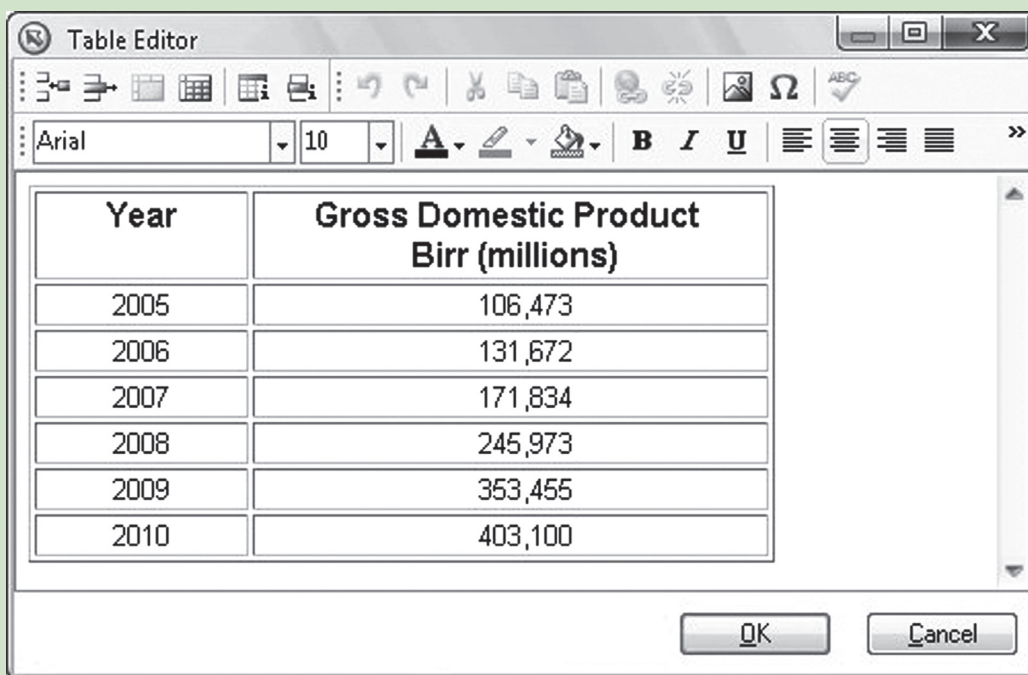 Table Editor
ABC
Arial 10 A B I U »
Year Gross Domestic Product
Birr (millions)
2005 106,473
2006 131,672
2007 171,834
2008 245,973
2009 353,455
2010 403,100
OK Cancel